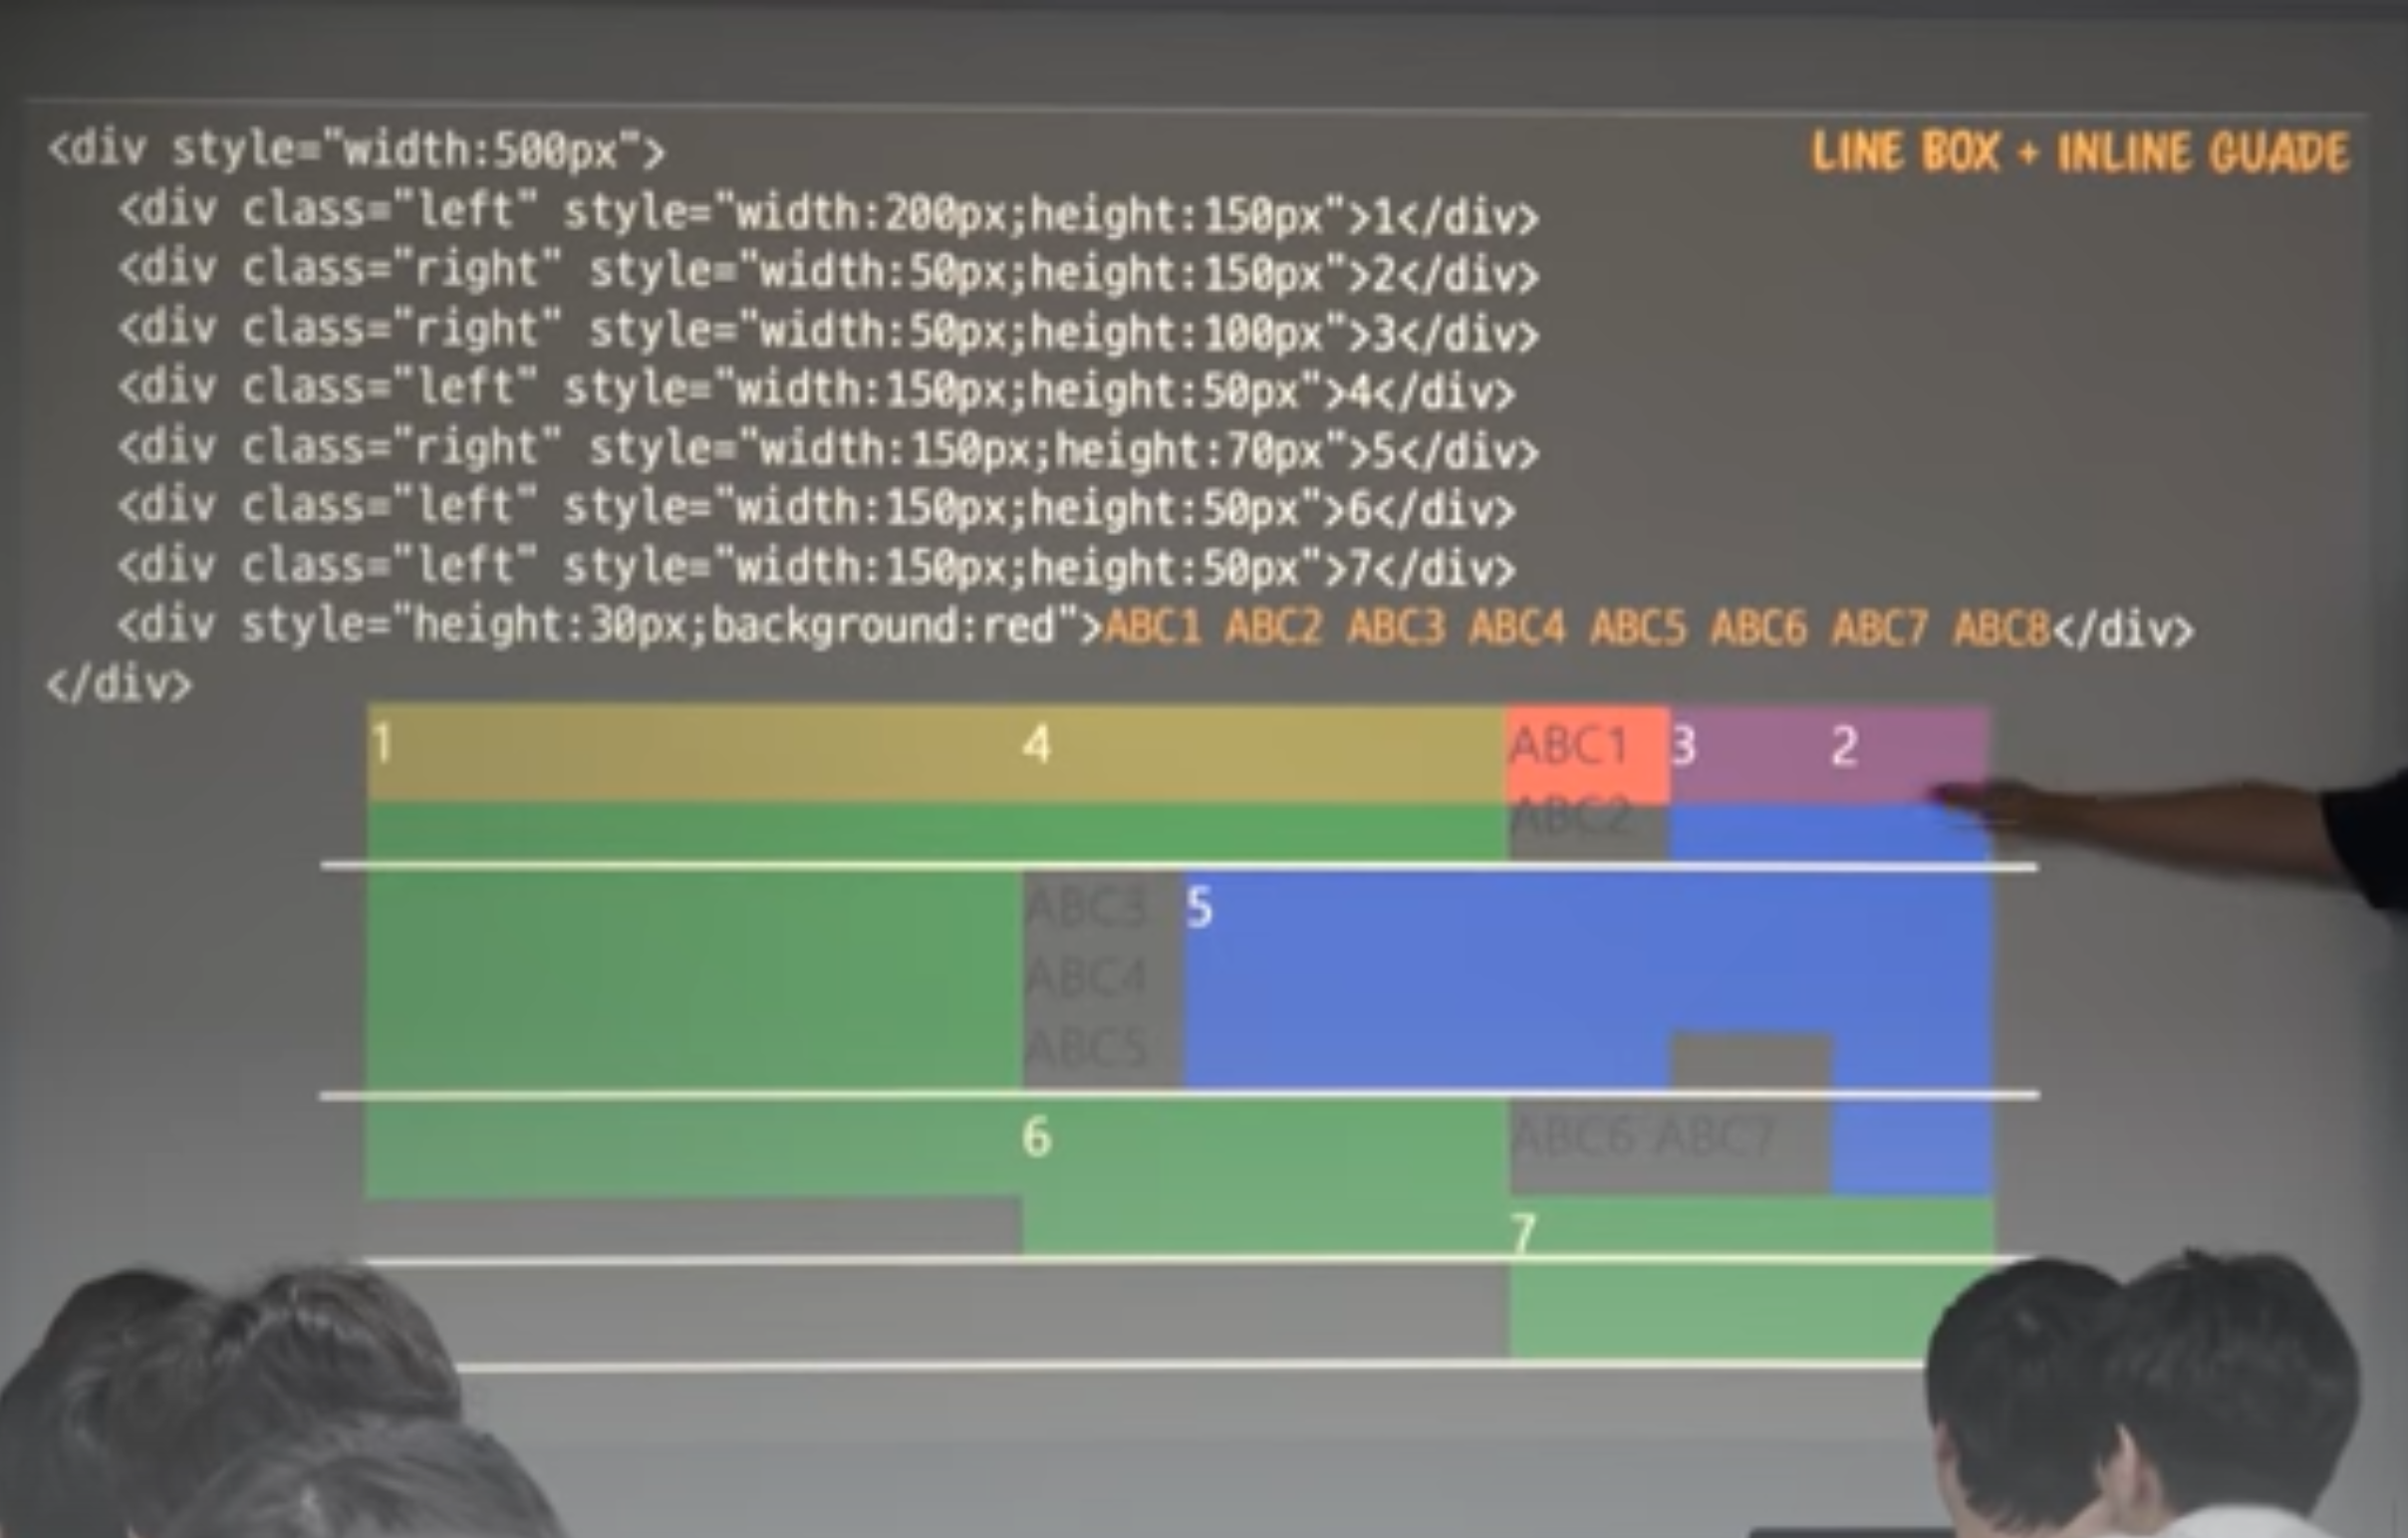 LINE BOX + INLINE GUADE
<div style="width:500px">
<div class="left" style="width:200px;height:150px">1</div>
<div class="right" style="width:50px;height:150px">2</div>
<div class="right" style="width:50px;height:100px">3</div>
<div class="left" style="width:150px;height:50px">4</div>
<div class="right" style="width:150px;height:70px">5</div>
<div class="left" style="width:150px;height:50px">6</div>
<div class="left" style="width:150px;height:50px">7</div>
<div style="height:30px;background:red">ABC1 ABC2 ABC3 ABC4 ABC5 ABC6 ABC7 ABC8</div>
</div>
1 4 ABC1 3 2
ABC2
ABC3 5
ABC4
ABC5
6 ABC6 ABC7
7